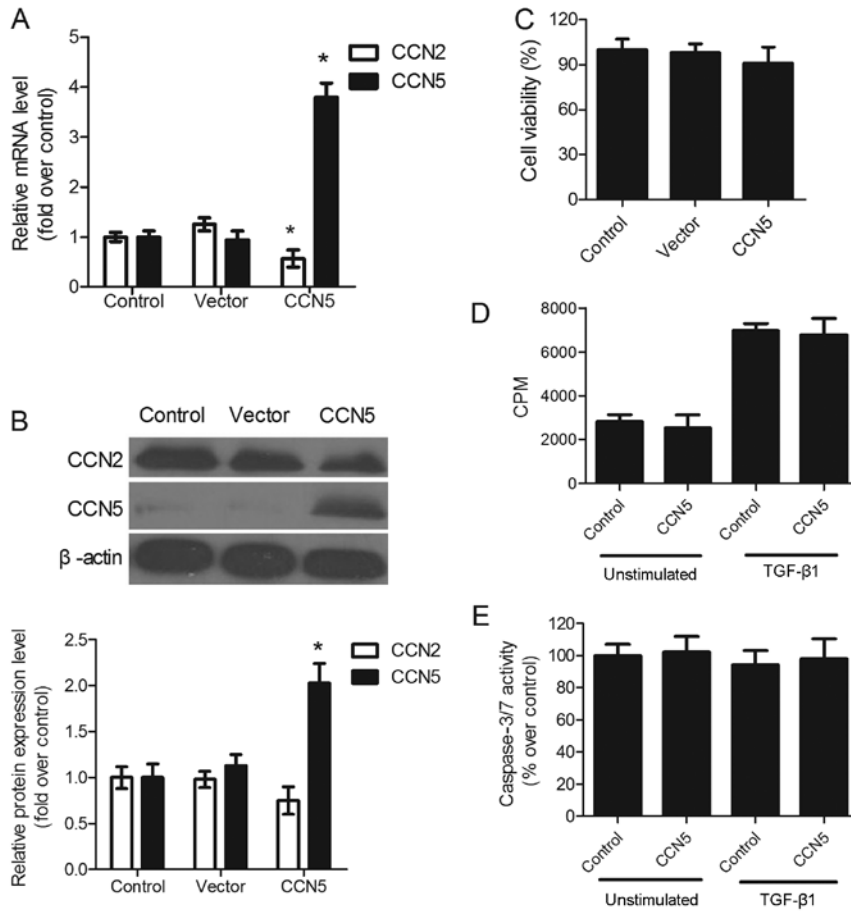 A
Relative mRNA level
(fold over control)
5
4
3
2
1
0
*
*
CCN2
CCN5
Control
Vector
CCN5
B
Control Vector CCN5
CCN2
CCN5
β -actin
Relative protein expression level
(fold over control)
2.5
2.0
1.5
1.0
0.5
0.0
*
CCN2
CCN5
Control
Vector
CCN5
C
Cell viability (%)
120
90
60
30
0
Control
Vector
CCN5
D
CPM
8000
6000
4000
2000
0
Control
CCN5
Control
CCN5
Unstimulated
TGF-β1
E
Caspase-3/7 activity
(% over control)
120
100
80
60
40
20
0
Control
CCN5
Control
CCN5
Unstimulated
TGF-β1